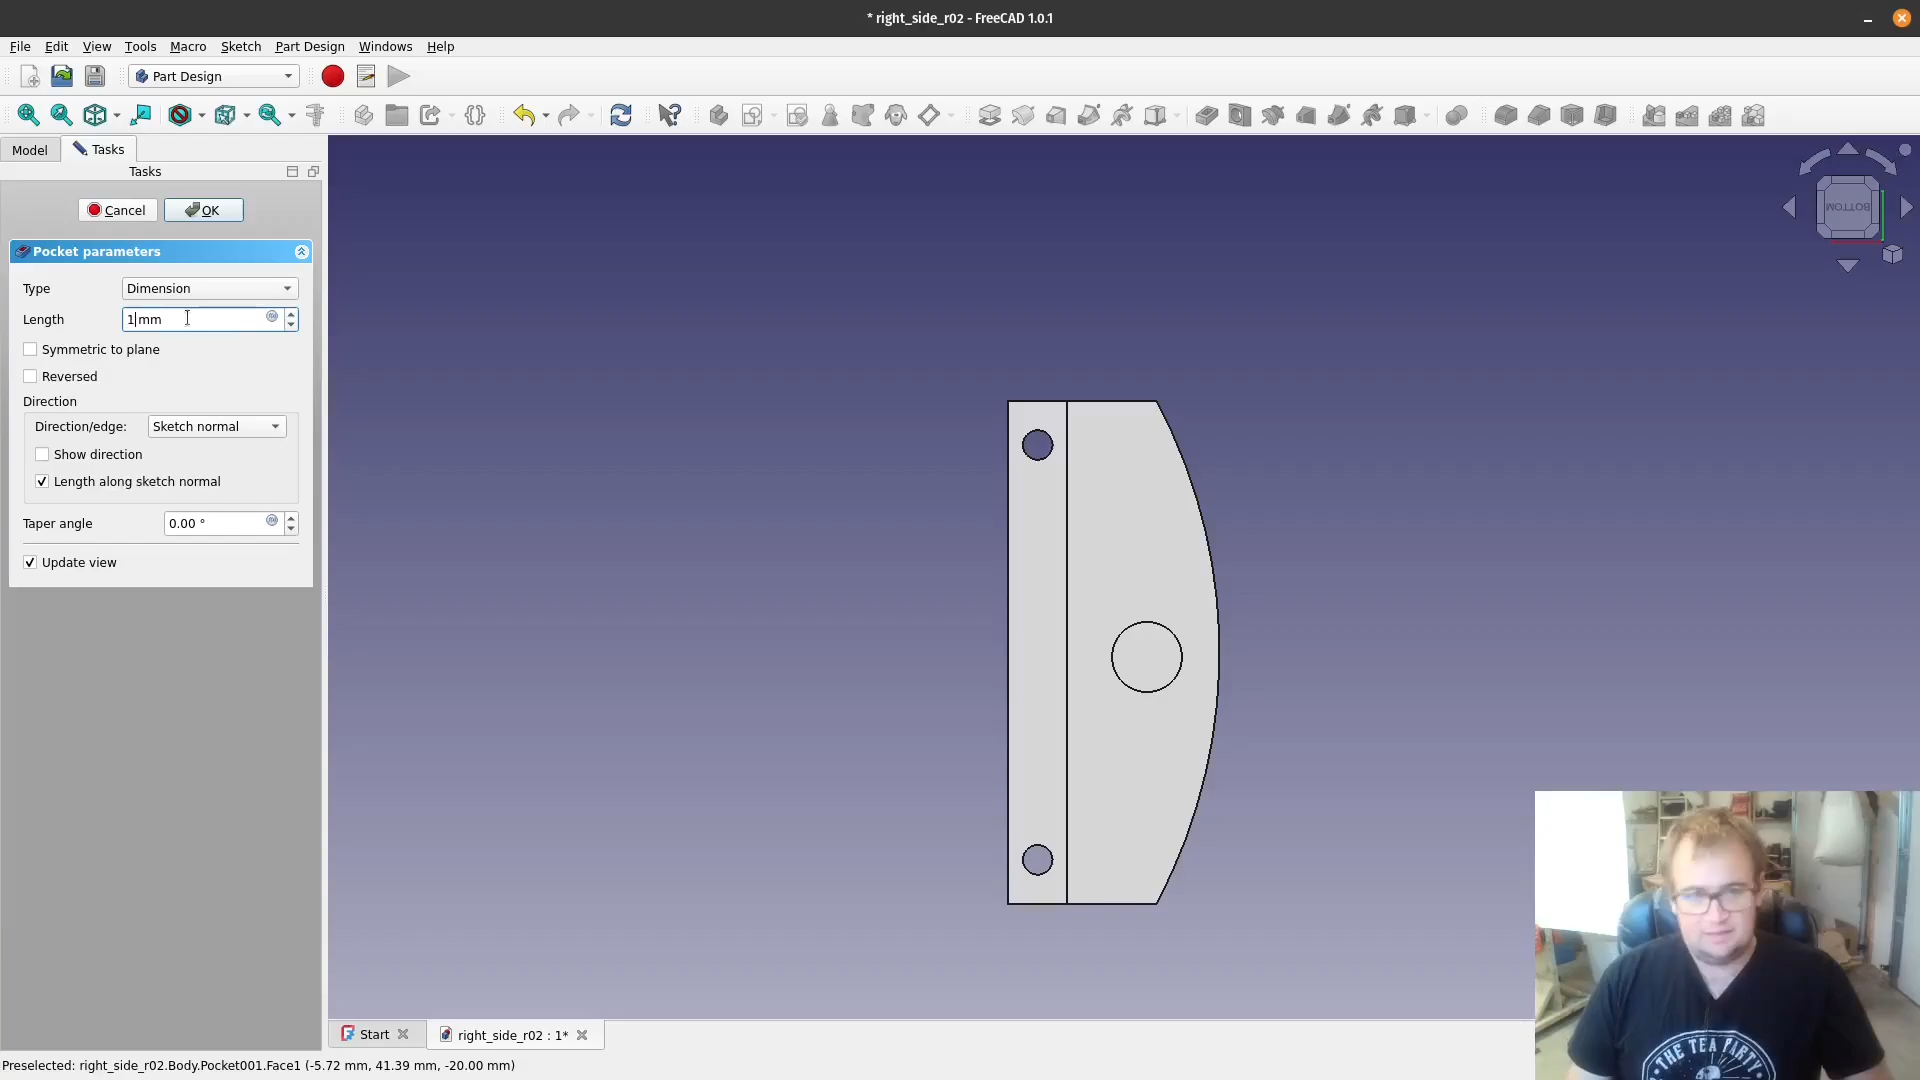 * right_side_r02 - FreeCAD 1.0.1
File Edit View Tools Macro Sketch Part Design Windows Help
Part Design
Model Tasks
Tasks
Cancel OK
Pocket parameters
Type Dimension
Length 1 mm
Symmetric to plane
Reversed
Direction
Direction/edge: Sketch normal
Show direction
Length along sketch normal
Taper angle 0.00 °
Update view
BOTTOM
Start right_side_r02 : 1*
THE TEA PARTY
Preselected: right_side_r02.Body.Pocket001.Face1 (-5.72 mm, 41.39 mm, -20.00 mm)